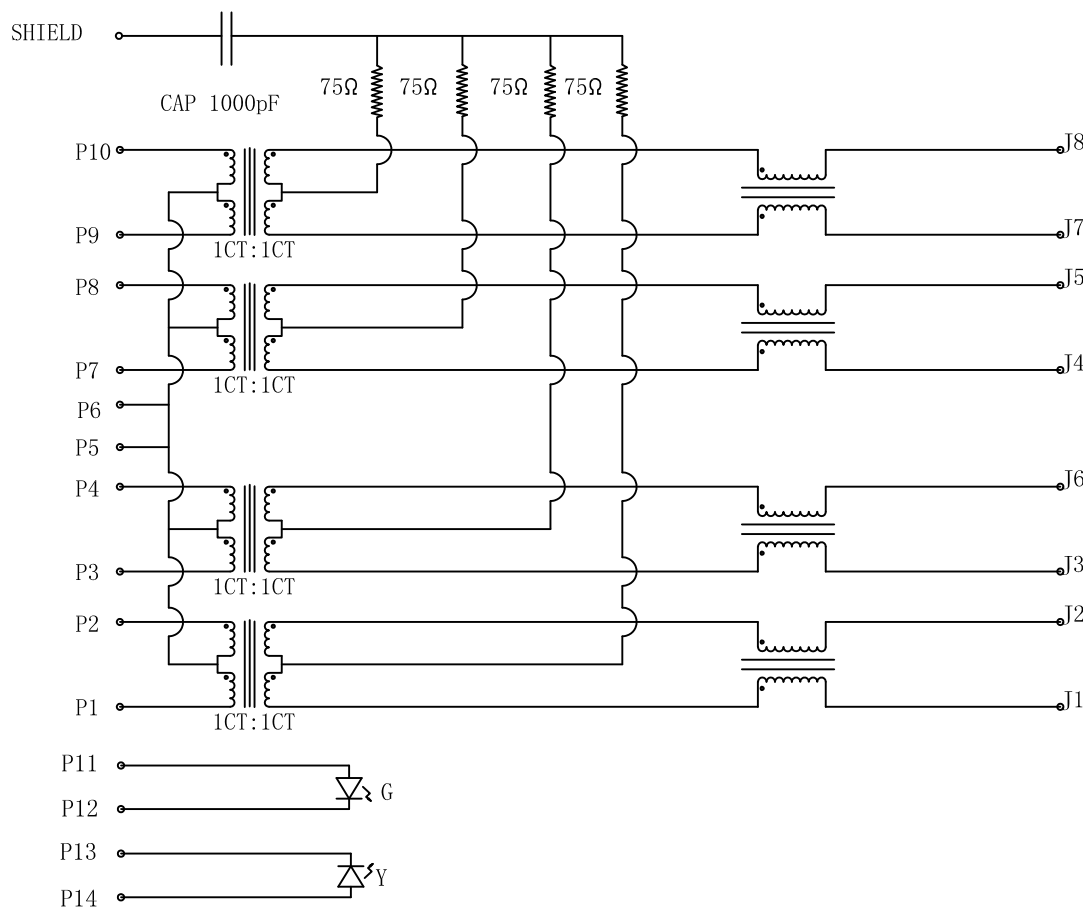 SHIELD
75Ω 75Ω 75Ω 75Ω
CAP 1000pF
P10 J8
P9 J7
1CT:1CT
P8 J5
P7 J4
1CT:1CT
P6
P5
P4 J6
P3 J3
1CT:1CT
P2 J2
P1 J1
1CT:1CT
P11
G
P12
P13
Y
P14